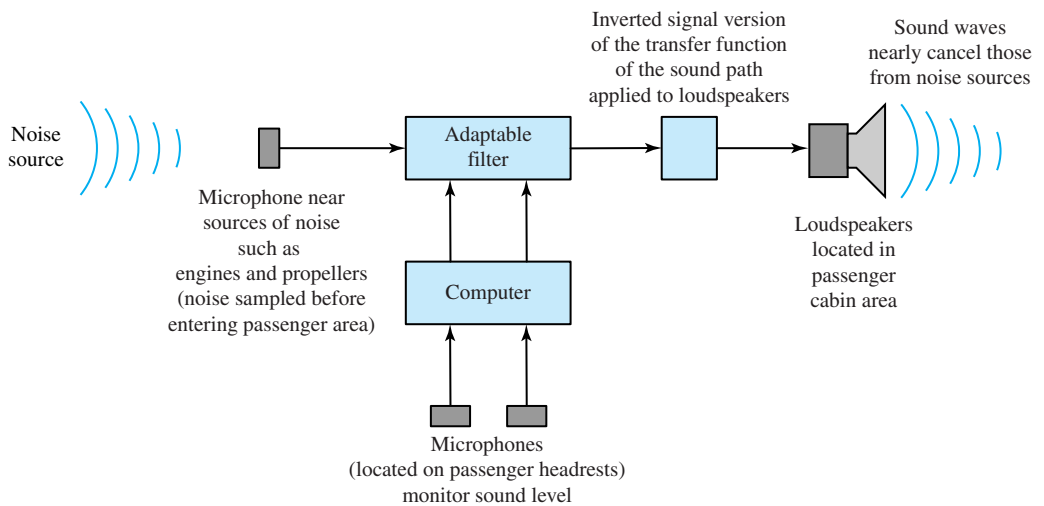 Noise
source
Microphone near
sources of noise
such as
engines and propellers
(noise sampled before
entering passenger area)
Adaptable
filter
Computer
Microphones
(located on passenger headrests)
monitor sound level
Inverted signal version
of the transfer function
of the sound path
applied to loudspeakers
Sound waves
nearly cancel those
from noise sources
Loudspeakers
located in
passenger
cabin area